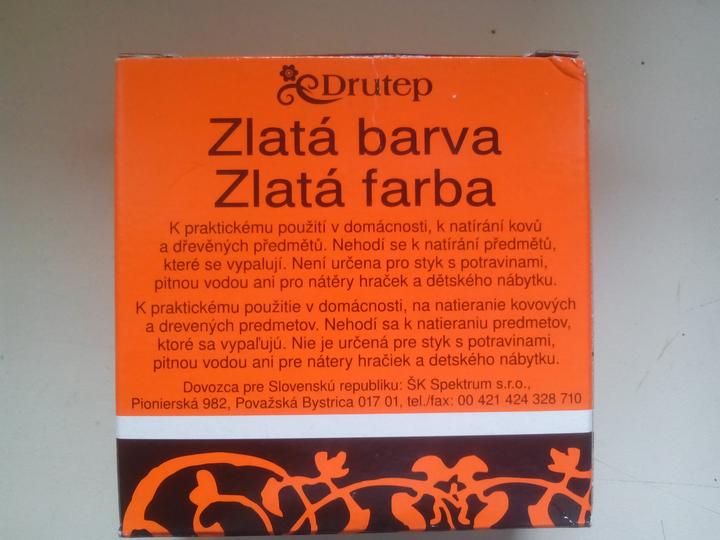 Drutep
Zlatá barva
Zlatá farba
K praktickému použití v domácnosti, k natírání kovů
a dřevěných předmětů. Nehodí se k natírání předmětů,
které se vypalují. Není určena pro styk s potravinami,
pitnou vodou ani pro nátěry hraček a dětského nábytku.
K praktickému použitie v domácnosti, na natieranie kovových
a drevených predmetov. Nehodí sa k natieraniu predmetov,
ktoré sa vypaľujú. Nie je určená pre styk s potravinami,
pitnou vodou ani pre nátery hračiek a detského nábytku.
Dovozca pre Slovenskú republiku: ŠK Spektrum s.r.o.,
Pionierská 982, Považská Bystrica 017 01, tel./fax: 00 421 424 328 710